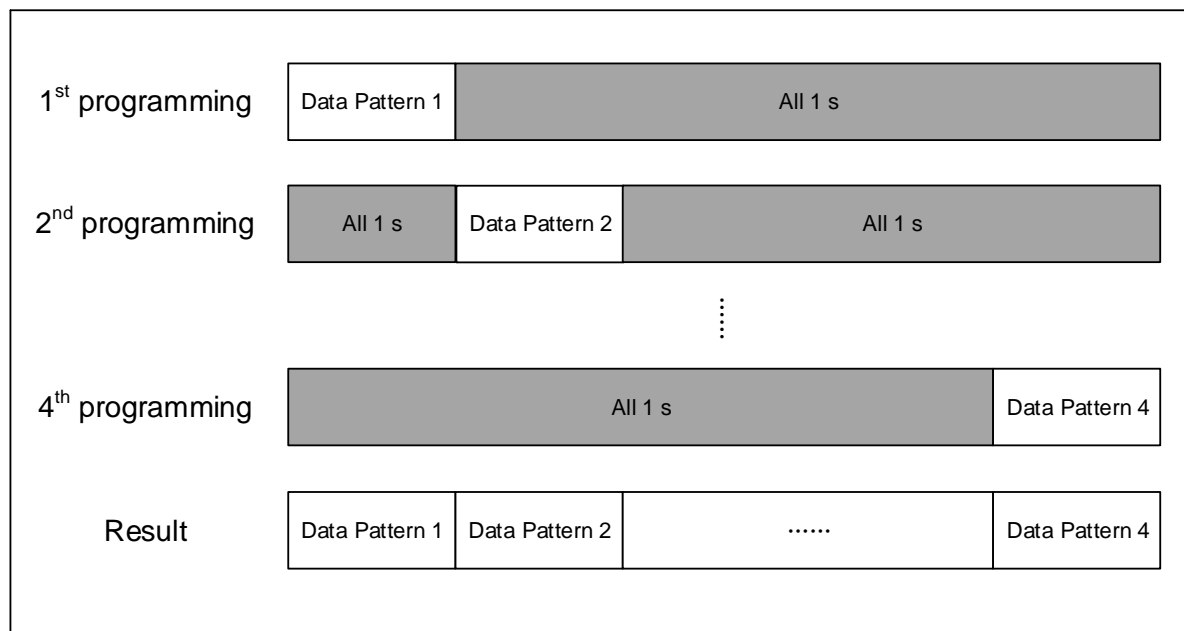 1st programming Data Pattern 1 All 1 s
2nd programming All 1 s Data Pattern 2 All 1 s
4th programming All 1 s Data Pattern 4
Result Data Pattern 1 Data Pattern 2 ...... Data Pattern 4